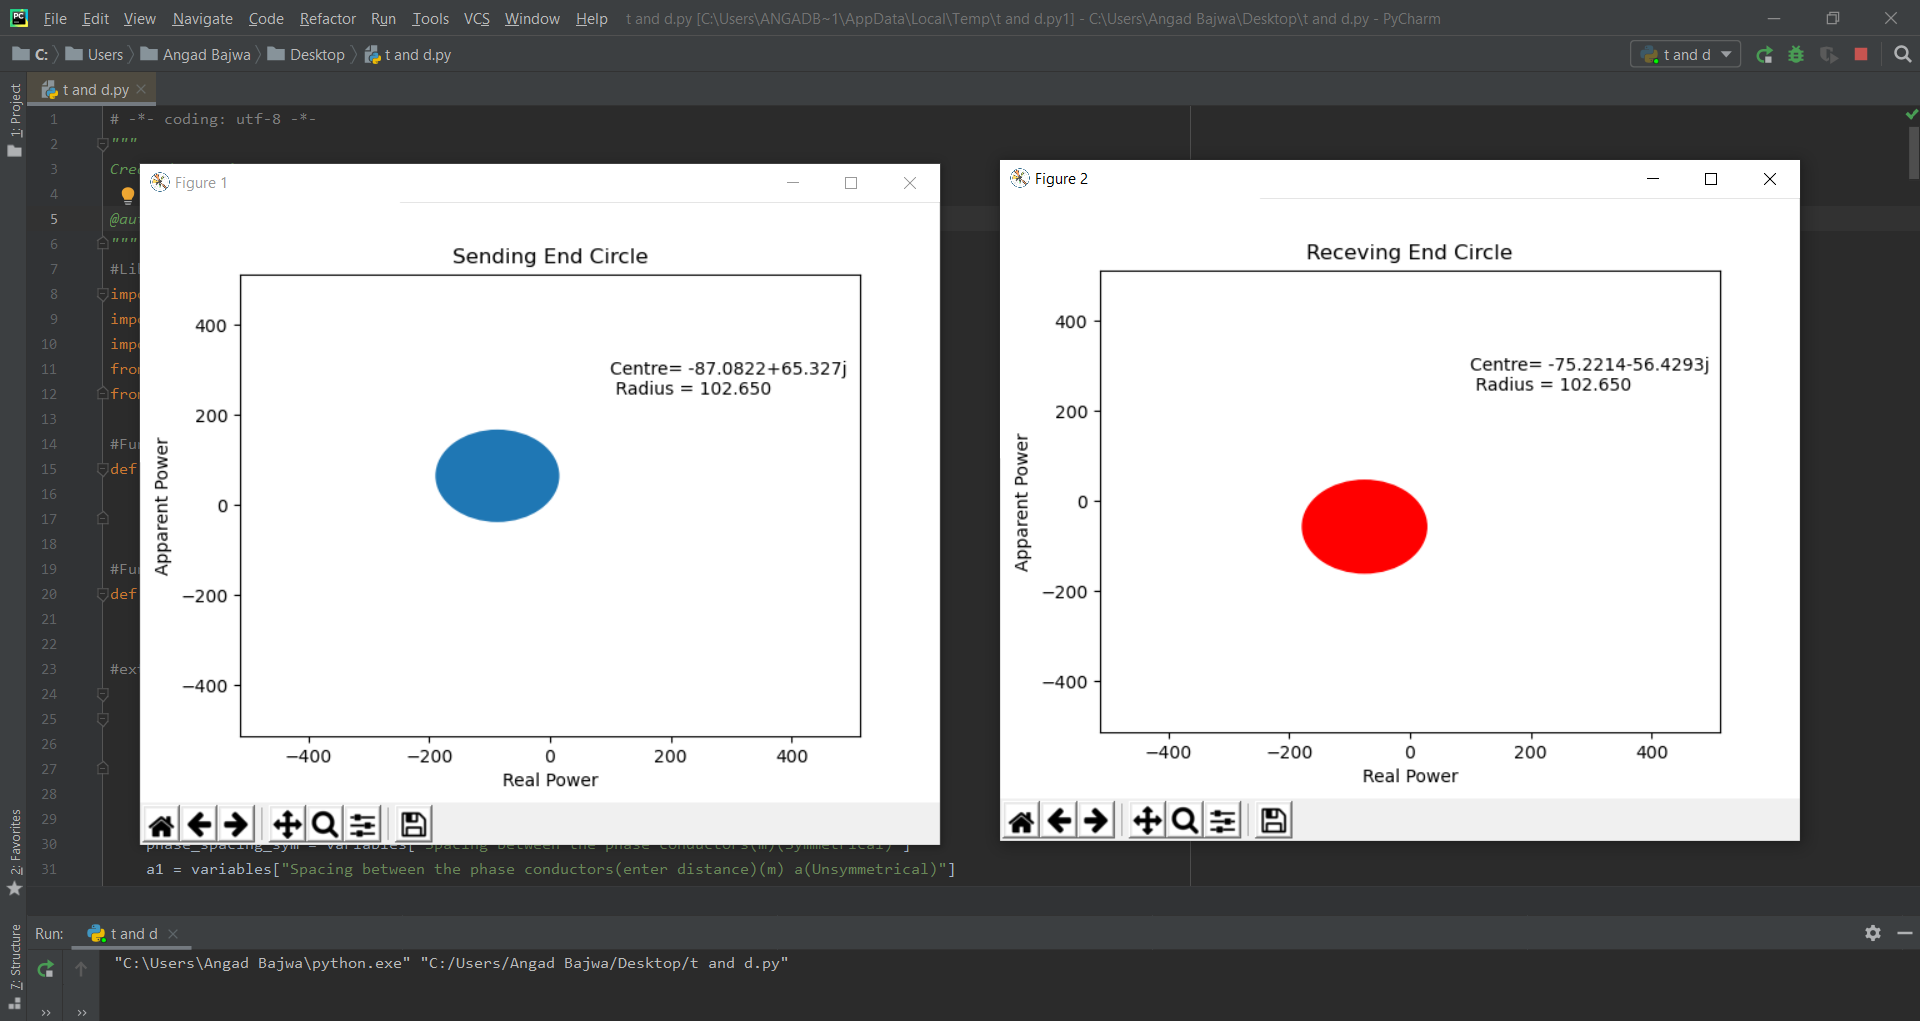 File Edit View Navigate Code Refactor Run Tools VCS Window Help t and d.py [C:\Users\ANGADB~1\AppData\Local\Temp\t and d.py1] - C:\Users\Angad Bajwa\Desktop\t and d.py - PyCharm
C: Users Angad Bajwa Desktop t and d.py
t and d
t and d.py
1: Project
1 # -*- coding: utf-8 -*-
2 """
3 Cre
4
5 @au
6 """
7 #Li
8 imp
9 imp
10 imp
11 from
12 from
13
14 #Fu
15 def
16
17
18
19 #Fu
20 def
21
22
23 #ex
24
25
26
27
28
29
30 phase_spacing_sym = variables["Spacing between the phase conductors(m)(Symmetrical)"]
31 a1 = variables["Spacing between the phase conductors(enter distance)(m) a(Unsymmetrical)"]
Figure 1
Sending End Circle
Centre= -87.0822+65.327j
Radius = 102.650
Apparent Power
400
200
0
−200
−400
−400 −200 0 200 400
Real Power
Figure 2
Receving End Circle
Centre= -75.2214-56.4293j
Radius = 102.650
Apparent Power
400
200
0
−200
−400
−400 −200 0 200 400
Real Power
2: Favorites
7: Structure
Run: t and d
"C:\Users\Angad Bajwa\python.exe" "C:/Users/Angad Bajwa/Desktop/t and d.py"